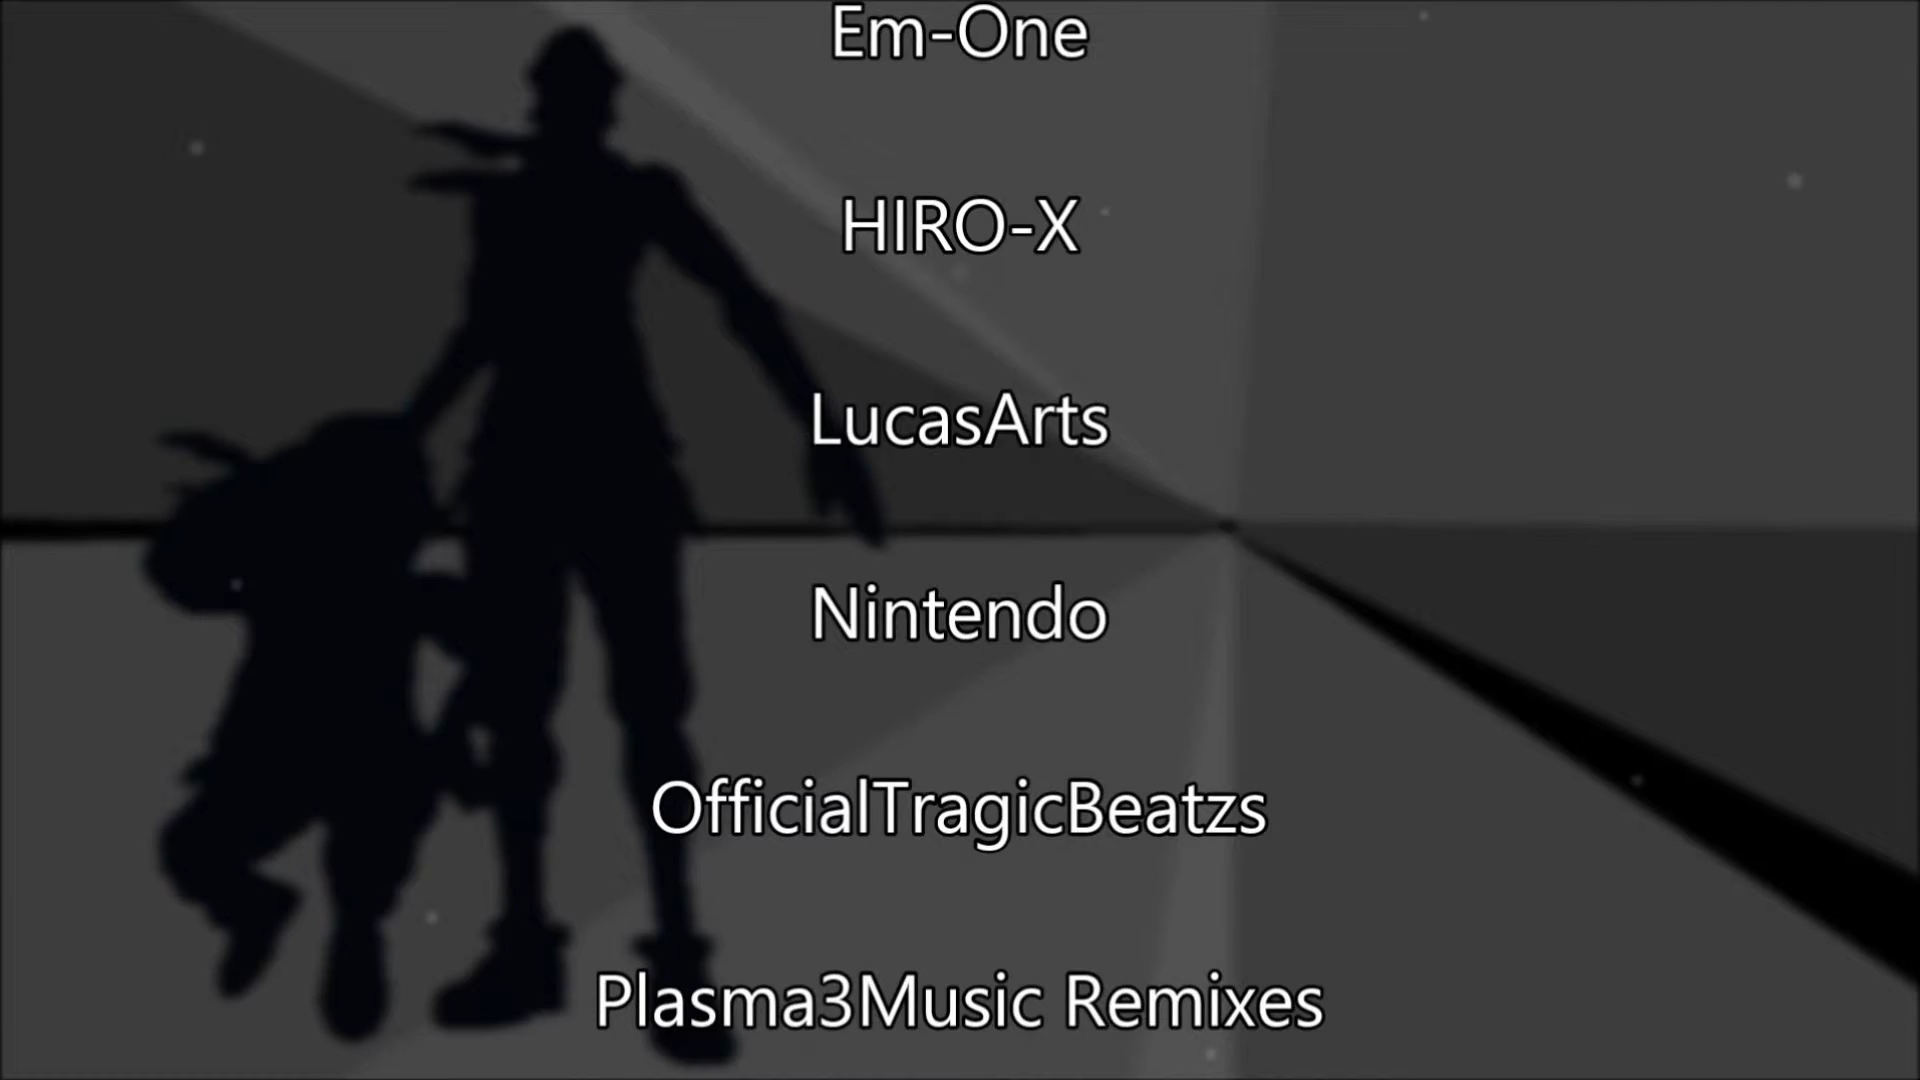 Em-One
HIRO-X
LucasArts
Nintendo
OfficialTragicBeatzs
Plasma3Music Remixes